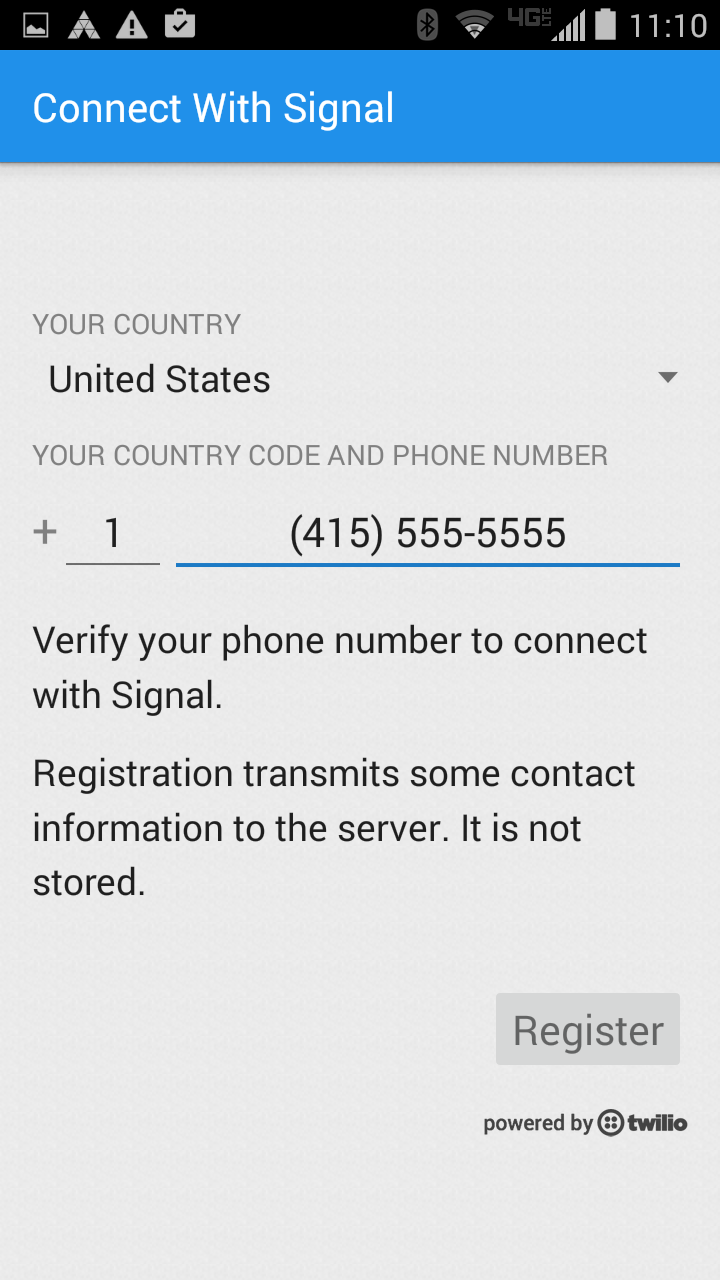 4G LTE 11:10
Connect With Signal
YOUR COUNTRY
United States
YOUR COUNTRY CODE AND PHONE NUMBER
+ 1 (415) 555-5555
Verify your phone number to connect
with Signal.
Registration transmits some contact
information to the server. It is not
stored.
Register
powered by twilio